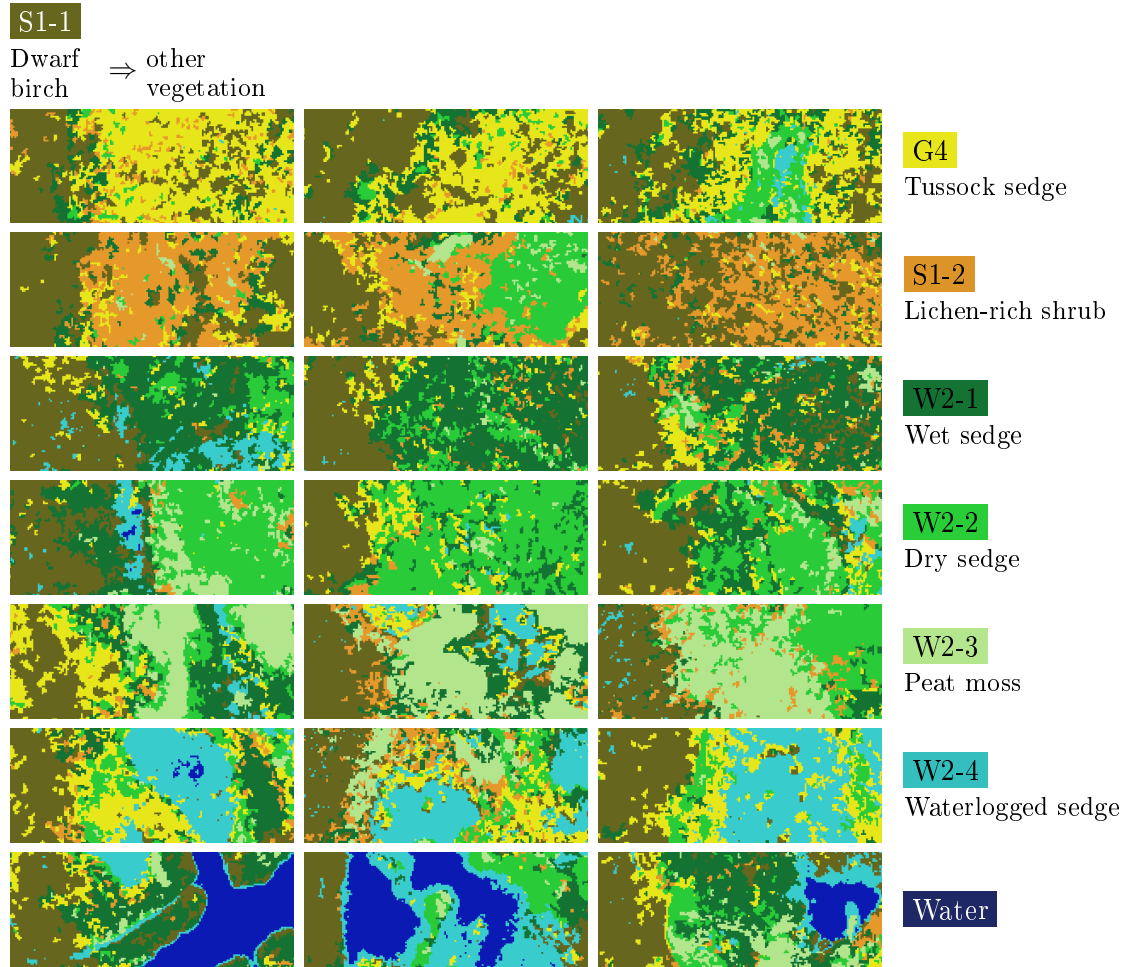 S1-1
Dwarf birch ⇒ other vegetation
G4
Tussock sedge
S1-2
Lichen-rich shrub
W2-1
Wet sedge
W2-2
Dry sedge
W2-3
Peat moss
W2-4
Waterlogged sedge
Water